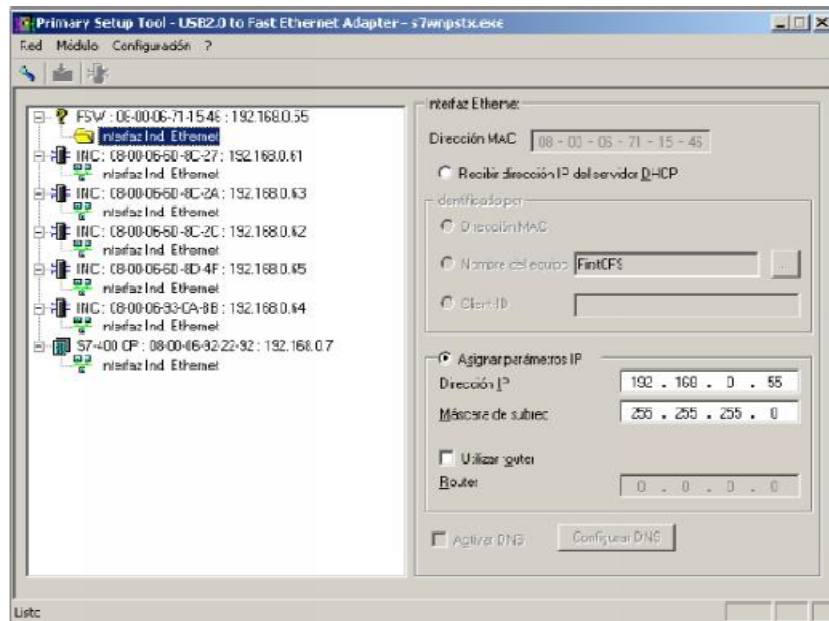 Primary Setup Tool - USB2.0 to Fast Ethernet Adapter - s7wnpstx.exe
Red Módulo Configuración ?
FSW : 08-00-06-71-15-46 : 192.168.0.55
Interfaz Ind. Ethernet
INC : 08-00-06-6D-8C-27 : 192.168.0.61
Interfaz Ind. Ethernet
INC : 08-00-06-6D-8C-2A : 192.168.0.63
Interfaz Ind. Ethernet
INC : 08-00-06-6D-8C-2C : 192.168.0.62
Interfaz Ind. Ethernet
INC : 08-00-06-6D-8D-4F : 192.168.0.65
Interfaz Ind. Ethernet
INC : 08-00-06-93-CA-8B : 192.168.0.64
Interfaz Ind. Ethernet
S7-400 CP : 08-00-06-92-22-92 : 192.168.0.7
Interfaz Ind. Ethernet
Interfaz Ethernet
Dirección MAC 08 - 00 - 06 - 71 - 15 - 46
Recibir dirección IP del servidor DHCP
Identificado por
Dirección MAC
Nombre del equipo ...
Client-ID
Asignar parámetros IP
Dirección IP 192 . 168 . 0 . 55
Máscara de subred 255 . 255 . 255 . 0
Utilizar router
Router 0 . 0 . 0 . 0
Activar DNS Configurar DNS
Listo